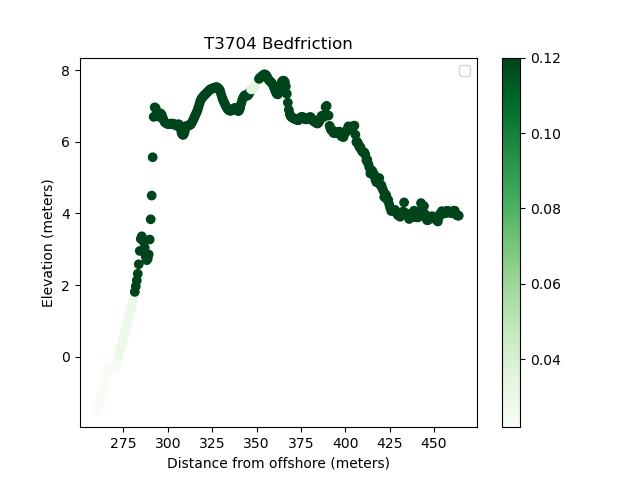 T3704 Bedfriction
Elevation (meters)
8
6
4
2
0
275 300 325 350 375 400 425 450
Distance from offshore (meters)
0.12
0.10
0.08
0.06
0.04